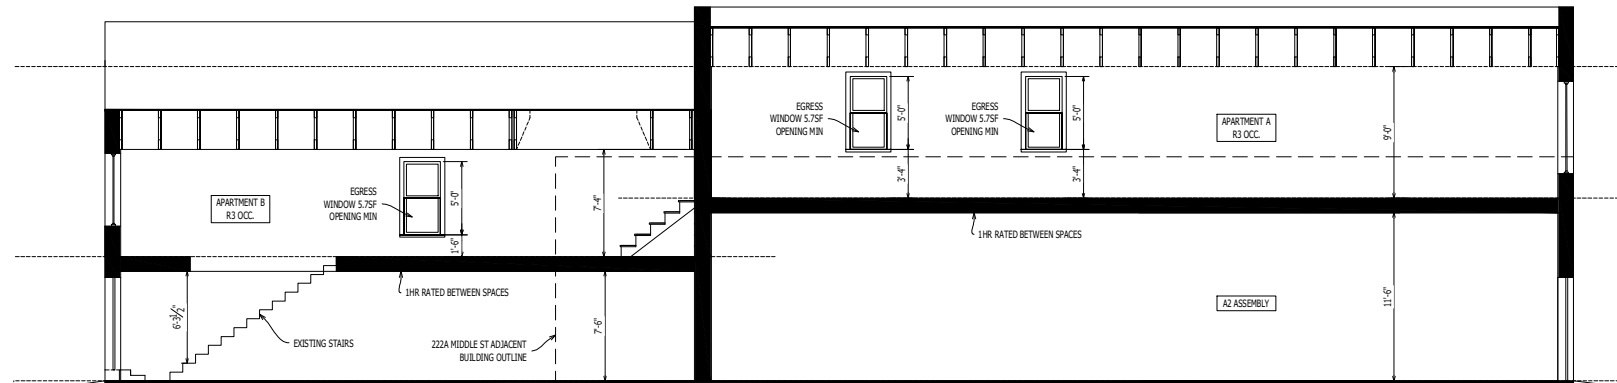 EGRESS
WINDOW 5.7SF
OPENING MIN
5'-0"
3'-4"
EGRESS
WINDOW 5.7SF
OPENING MIN
5'-0"
3'-4"
APARTMENT A
R3 OCC.
9'-0"
APARTMENT B
R3 OCC.
EGRESS
WINDOW 5.7SF
OPENING MIN
5'-0"
1'-6"
7'-4"
1HR RATED BETWEEN SPACES
1HR RATED BETWEEN SPACES
6'-3½"
EXISTING STAIRS
222A MIDDLE ST ADJACENT
BUILDING OUTLINE
7'-6"
A2 ASSEMBLY
11'-6"